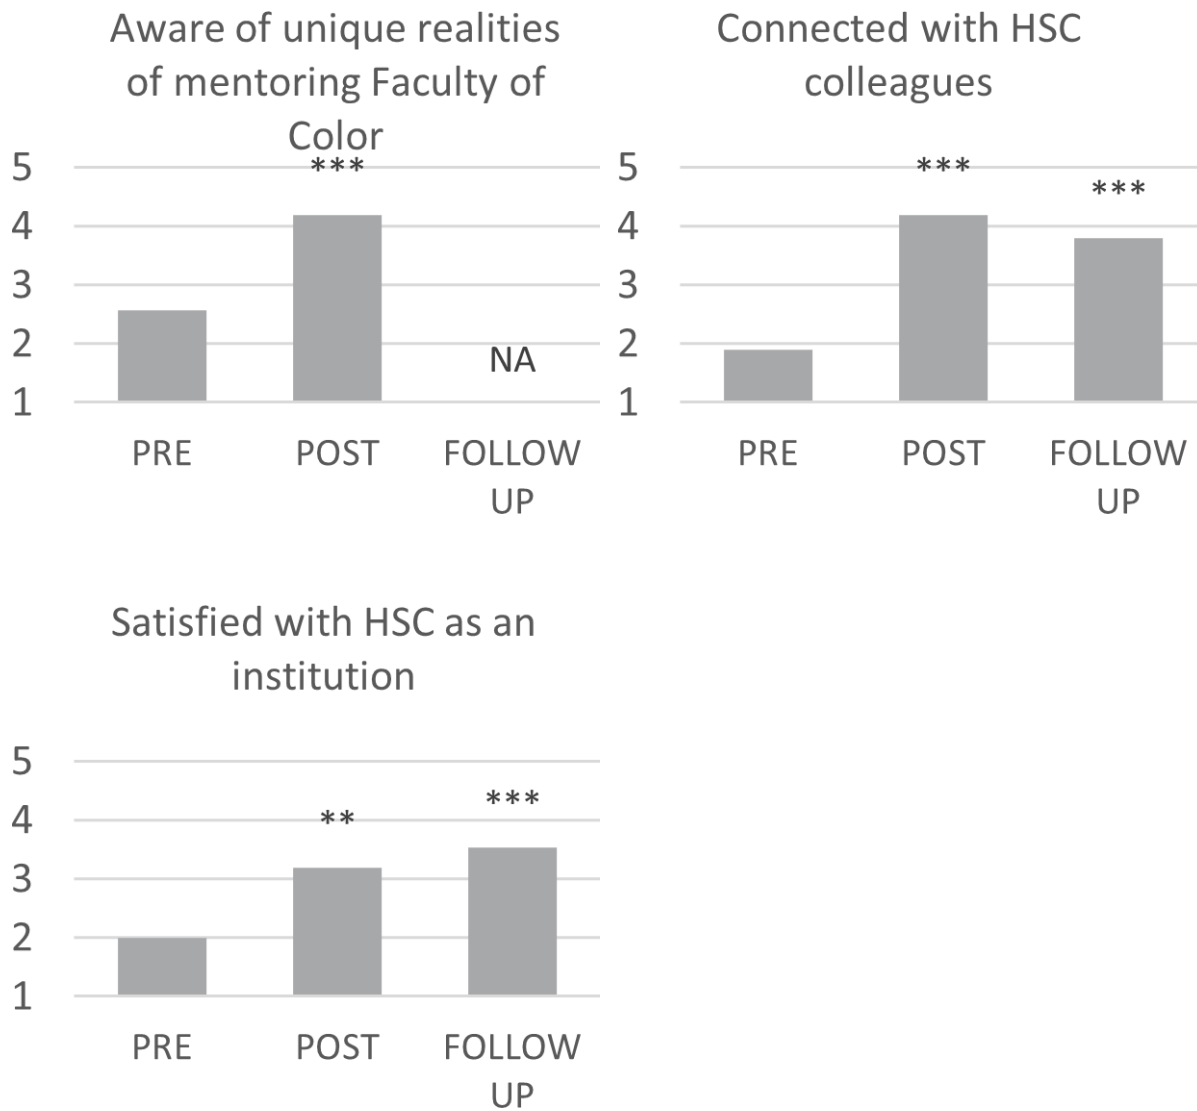 Aware of unique realities
of mentoring Faculty of
Color
5
***
4
3
2
NA
1
PRE
POST
FOLLOW
UP
Connected with HSC
colleagues
5
***
***
4
3
2
1
PRE
POST
FOLLOW
UP
Satisfied with HSC as an
institution
5
***
4
**
3
2
1
PRE
POST
FOLLOW
UP